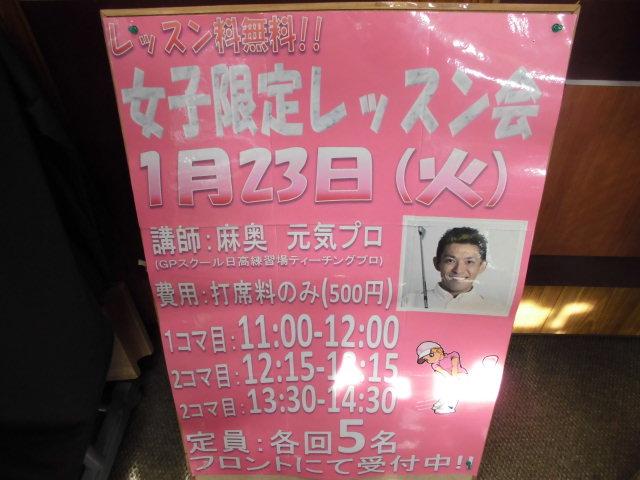 レッスン料無料!!
女子限定レッスン会
1月23日(火)
講師:麻奥 元気プロ
(GPスクール日高練習場ティーチングプロ)
費用:打席料のみ(500円)
1コマ目:11:00-12:00
2コマ目:12:15-13:15
2コマ目:13:30-14:30
定員:各回5名
フロントにて受付中!!